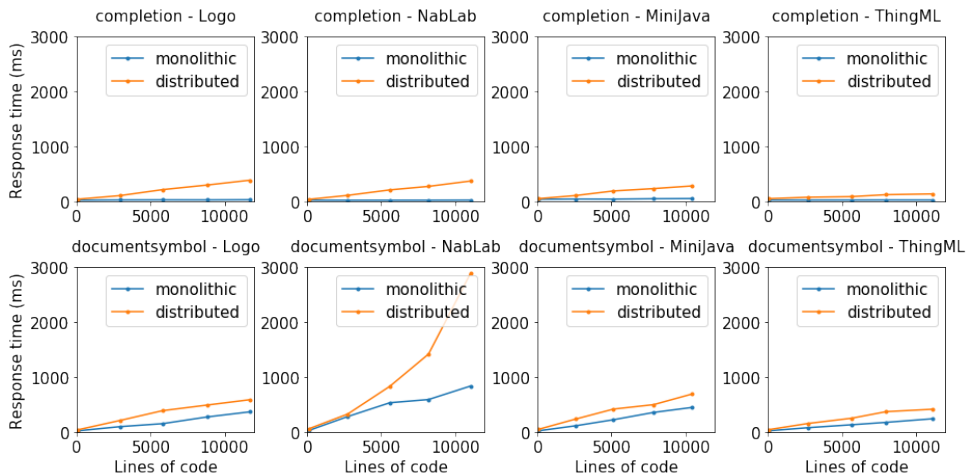 completion - Logo
completion - NabLab
completion - MiniJava
completion - ThingML
Response time (ms)
3000
2000
1000
0
0
5000
10000
monolithic
distributed
3000
2000
1000
0
0
5000
10000
monolithic
distributed
3000
2000
1000
0
0
5000
10000
monolithic
distributed
3000
2000
1000
0
0
5000
10000
monolithic
distributed
documentsymbol - Logo
documentsymbol - NabLab
documentsymbol - MiniJava
documentsymbol - ThingML
Response time (ms)
3000
2000
1000
0
0
5000
10000
monolithic
distributed
Lines of code
3000
2000
1000
0
0
5000
10000
monolithic
distributed
Lines of code
3000
2000
1000
0
0
5000
10000
monolithic
distributed
Lines of code
3000
2000
1000
0
0
5000
10000
monolithic
distributed
Lines of code